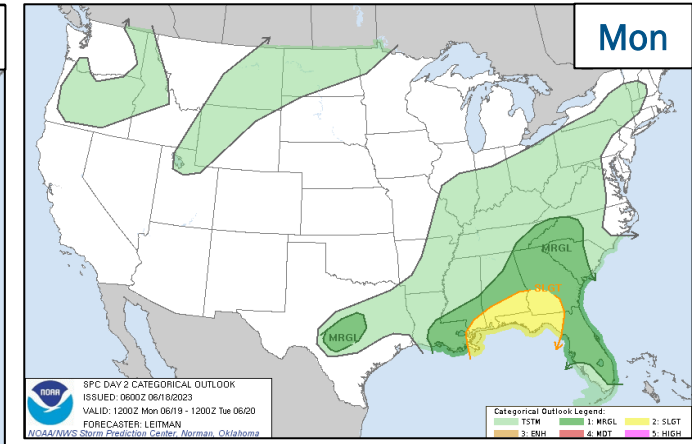 Mon
MRGL
SLGT
MRGL
NOAA
SPC DAY 2 CATEGORICAL OUTLOOK
ISSUED: 0600Z 06/18/2023
VALID: 1200Z Mon 06/19 - 1200Z Tue 06/20
FORECASTER: LEITMAN
NOAA/NWS Storm Prediction Center, Norman, Oklahoma
Categorical Outlook Legend:
TSTM 1: MRGL 2: SLGT
3: ENH 4: MDT 5: HIGH